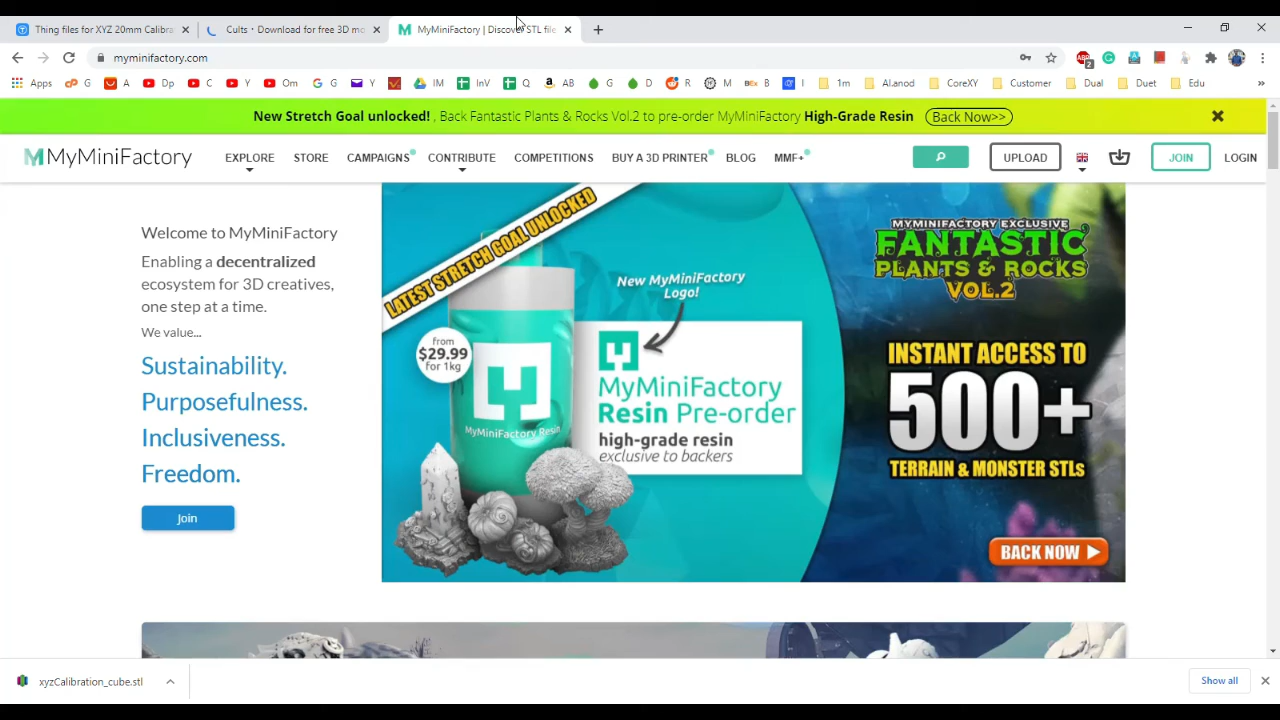 Thing files for XYZ 20mm Calibra
Cults・Download for free 3D mo
MyMiniFactory | Discover STL file
myminifactory.com
2
Apps
G
A
Dp
C
Y
Om
G
Y
V
IM
InV
Q
AB
G
D
R
M
B
I
1m
Al.anod
CoreXY
Customer
Dual
Duet
Edu
»
New Stretch Goal unlocked! , Back Fantastic Plants & Rocks Vol.2 to pre-order MyMiniFactory High-Grade Resin
Back Now>>
MyMiniFactory
EXPLORE
STORE
CAMPAIGNS
CONTRIBUTE
COMPETITIONS
BUY A 3D PRINTER
BLOG
MMF+
UPLOAD
JOIN
LOGIN
Welcome to MyMiniFactory
Enabling a decentralized
ecosystem for 3D creatives,
one step at a time.
We value...
Sustainability.
Purposefulness.
Inclusiveness.
Freedom.
Join
LATEST STRETCH GOAL UNLOCKED
from
$29.99
for 1kg
MyMiniFactory Resin
New MyMiniFactory
Logo!
MyMiniFactory
Resin Pre-order
high-grade resin
exclusive to backers
MYMINIFACTORY EXCLUSIVE
FANTASTIC
PLANTS & ROCKS
VOL.2
INSTANT ACCESS TO
500+
TERRAIN & MONSTER STLs
BACK NOW
xyzCalibration_cube.stl
Show all